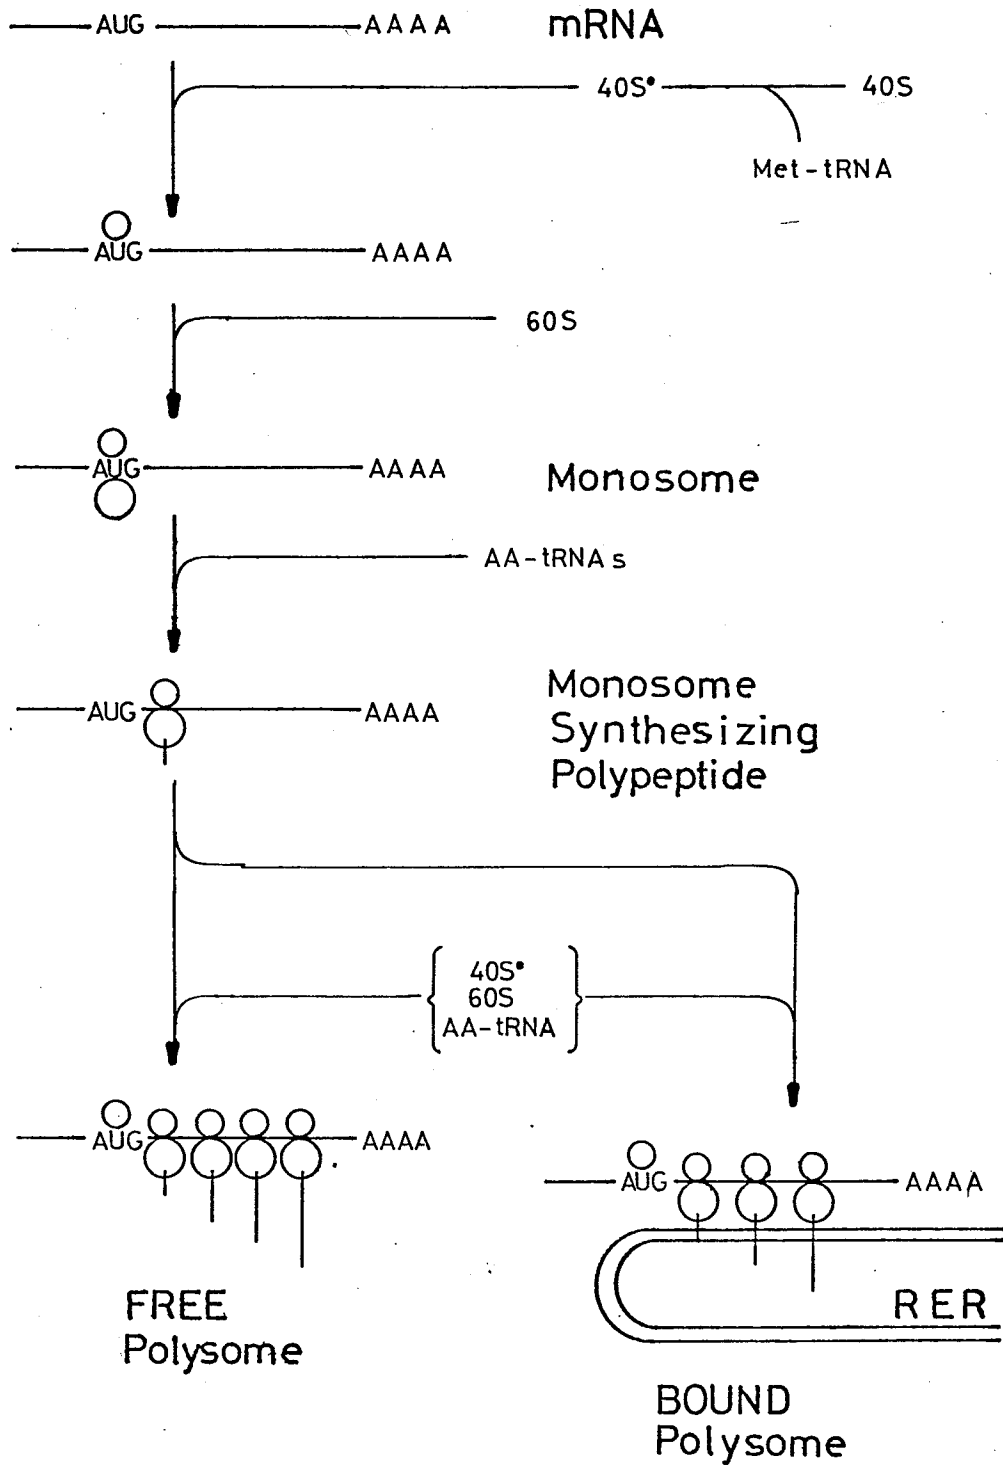 AUG AAAA mRNA
40S• 40S
Met-tRNA
AUG AAAA
60S
AUG AAAA
Monosome
AA-tRNAs
Monosome
Synthesizing
Polypeptide
AUG AAAA
40S•
60S
AA-tRNA
AUG AAAA
AUG AAAA
RER
FREE
Polysome
BOUND
Polysome